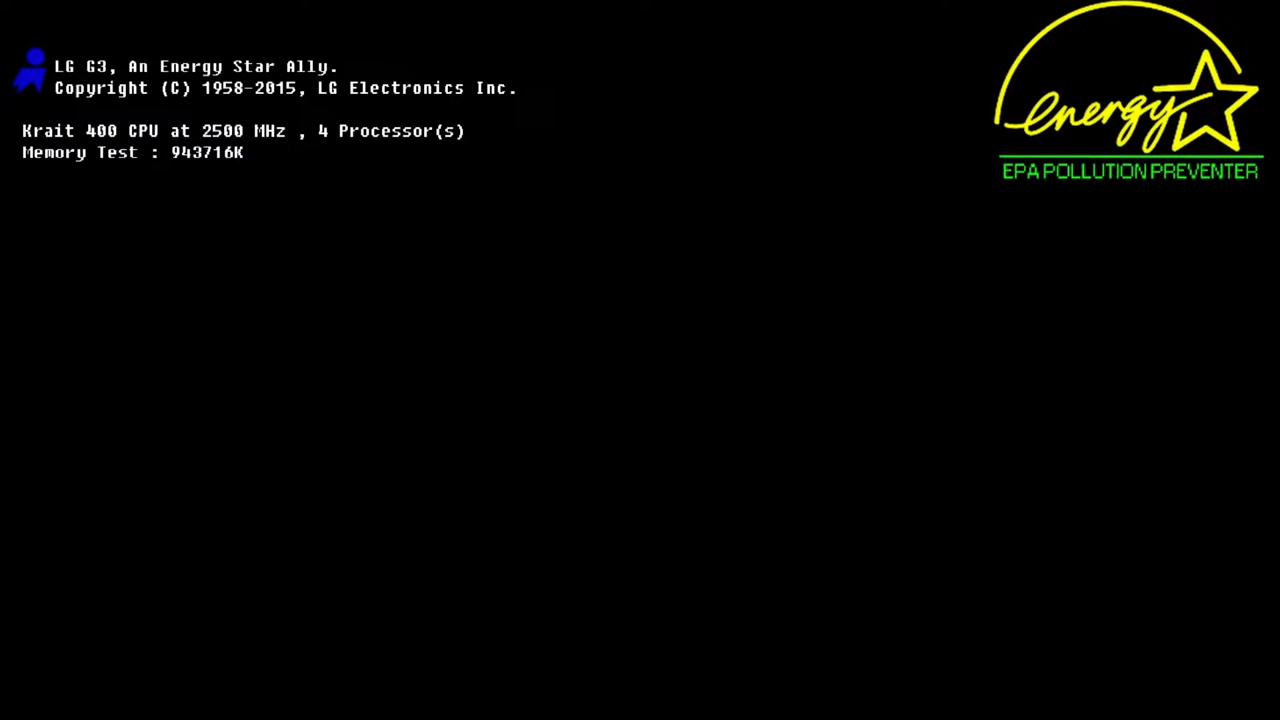 LG G3, An Energy Star Ally.
Copyright (C) 1958-2015, LG Electronics Inc.
Krait 400 CPU at 2500 MHz , 4 Processor(s)
Memory Test : 943716K
energy
EPA POLLUTION PREVENTER